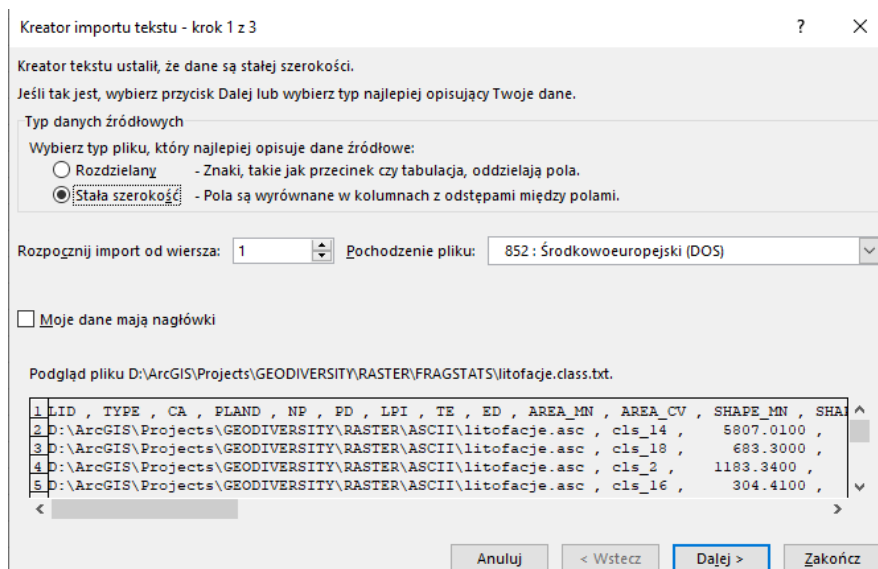 Kreator importu tekstu - krok 1 z 3 ?
Kreator tekstu ustalił, że dane są stałej szerokości.
Jeśli tak jest, wybierz przycisk Dalej lub wybierz typ najlepiej opisujący Twoje dane.
Typ danych źródłowych
Wybierz typ pliku, który najlepiej opisuje dane źródłowe:
Rozdzielany - Znaki, takie jak przecinek czy tabulacja, oddzielają pola.
Stała szerokość - Pola są wyrównane w kolumnach z odstępami między polami.
Rozpocznij import od wiersza: 1 Pochodzenie pliku: 852 : Środkowoeuropejski (DOS)
Moje dane mają nagłówki
Podgląd pliku D:\ArcGIS\Projects\GEODIVERSITY\RASTER\FRAGSTATS\litofacje.class.txt.
1 LID , TYPE , CA , PLAND , NP , PD , LPI , TE , ED , AREA_MN , AREA_CV , SHAPE_MN , SHA
2 D:\ArcGIS\Projects\GEODIVERSITY\RASTER\ASCII\litofacje.asc , cls_14 , 5807.0100 ,
3 D:\ArcGIS\Projects\GEODIVERSITY\RASTER\ASCII\litofacje.asc , cls_18 , 683.3000 ,
4 D:\ArcGIS\Projects\GEODIVERSITY\RASTER\ASCII\litofacje.asc , cls_2 , 1183.3400 ,
5 D:\ArcGIS\Projects\GEODIVERSITY\RASTER\ASCII\litofacje.asc , cls_16 , 304.4100 ,
Anuluj < Wstecz Dalej > Zakończ